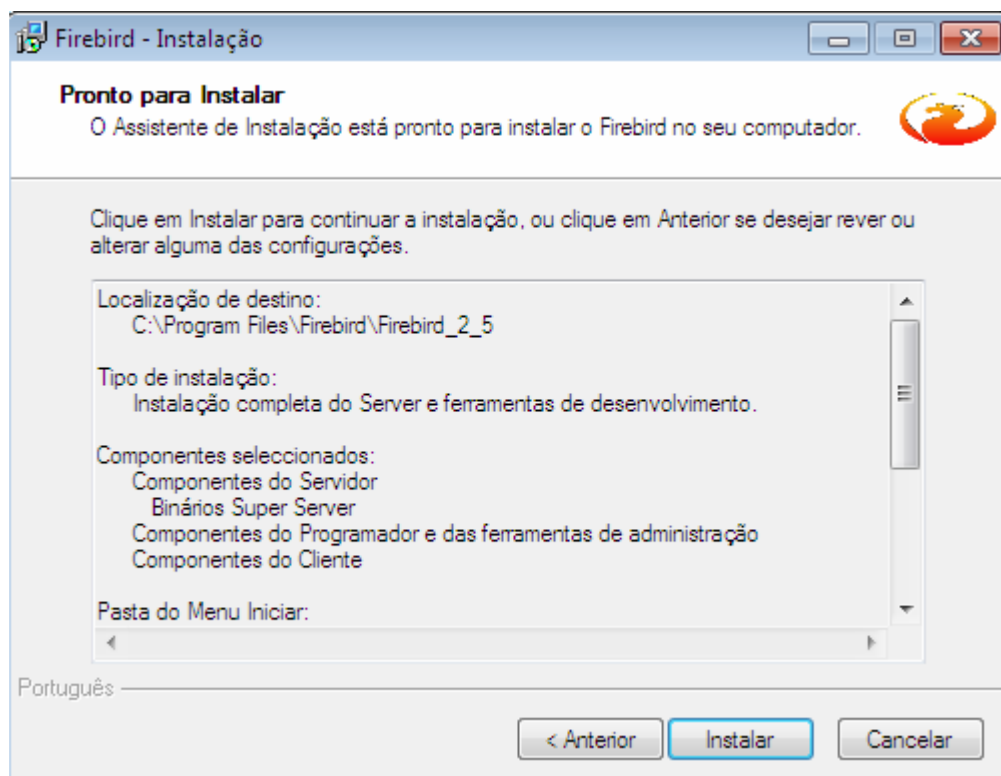 Firebird - Instalação
Pronto para Instalar
O Assistente de Instalação está pronto para instalar o Firebird no seu computador.
Clique em Instalar para continuar a instalação, ou clique em Anterior se desejar rever ou
alterar alguma das configurações.
Localização de destino:
C:\Program Files\Firebird\Firebird_2_5
Tipo de instalação:
Instalação completa do Server e ferramentas de desenvolvimento.
Componentes seleccionados:
Componentes do Servidor
Binários Super Server
Componentes do Programador e das ferramentas de administração
Componentes do Cliente
Pasta do Menu Iniciar:
Português
< Anterior
Instalar
Cancelar